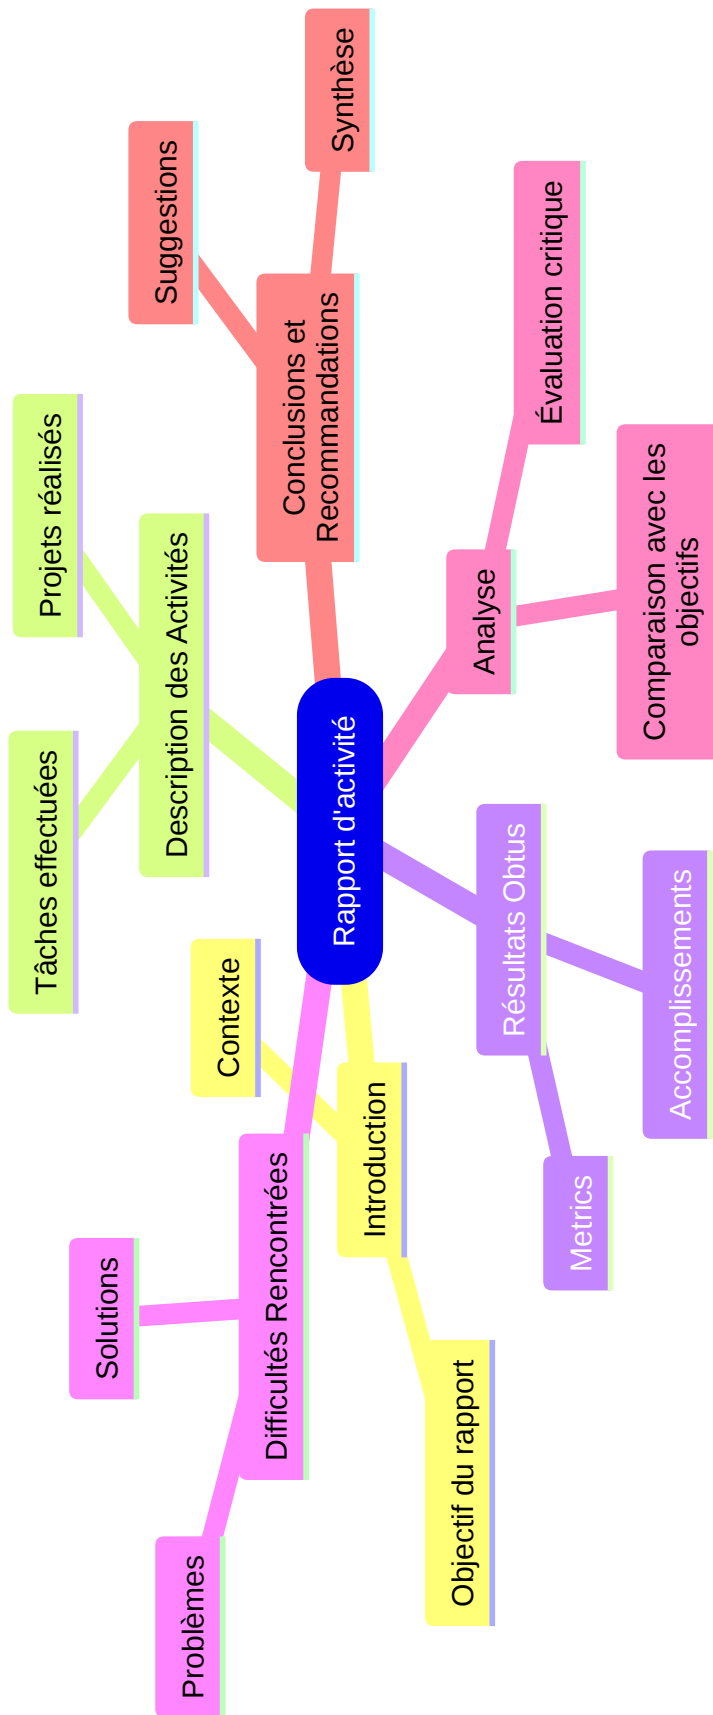 Rapport d'activité
Introduction
Contexte
Objectif du rapport
Description des Activités
Tâches effectuées
Projets réalisés
Résultats Obtus
Accomplissements
Metrics
Analyse
Évaluation critique
Comparaison avec les
objectifs
Difficultés Rencontrées
Problèmes
Solutions
Conclusions et
Recommandations
Synthèse
Suggestions